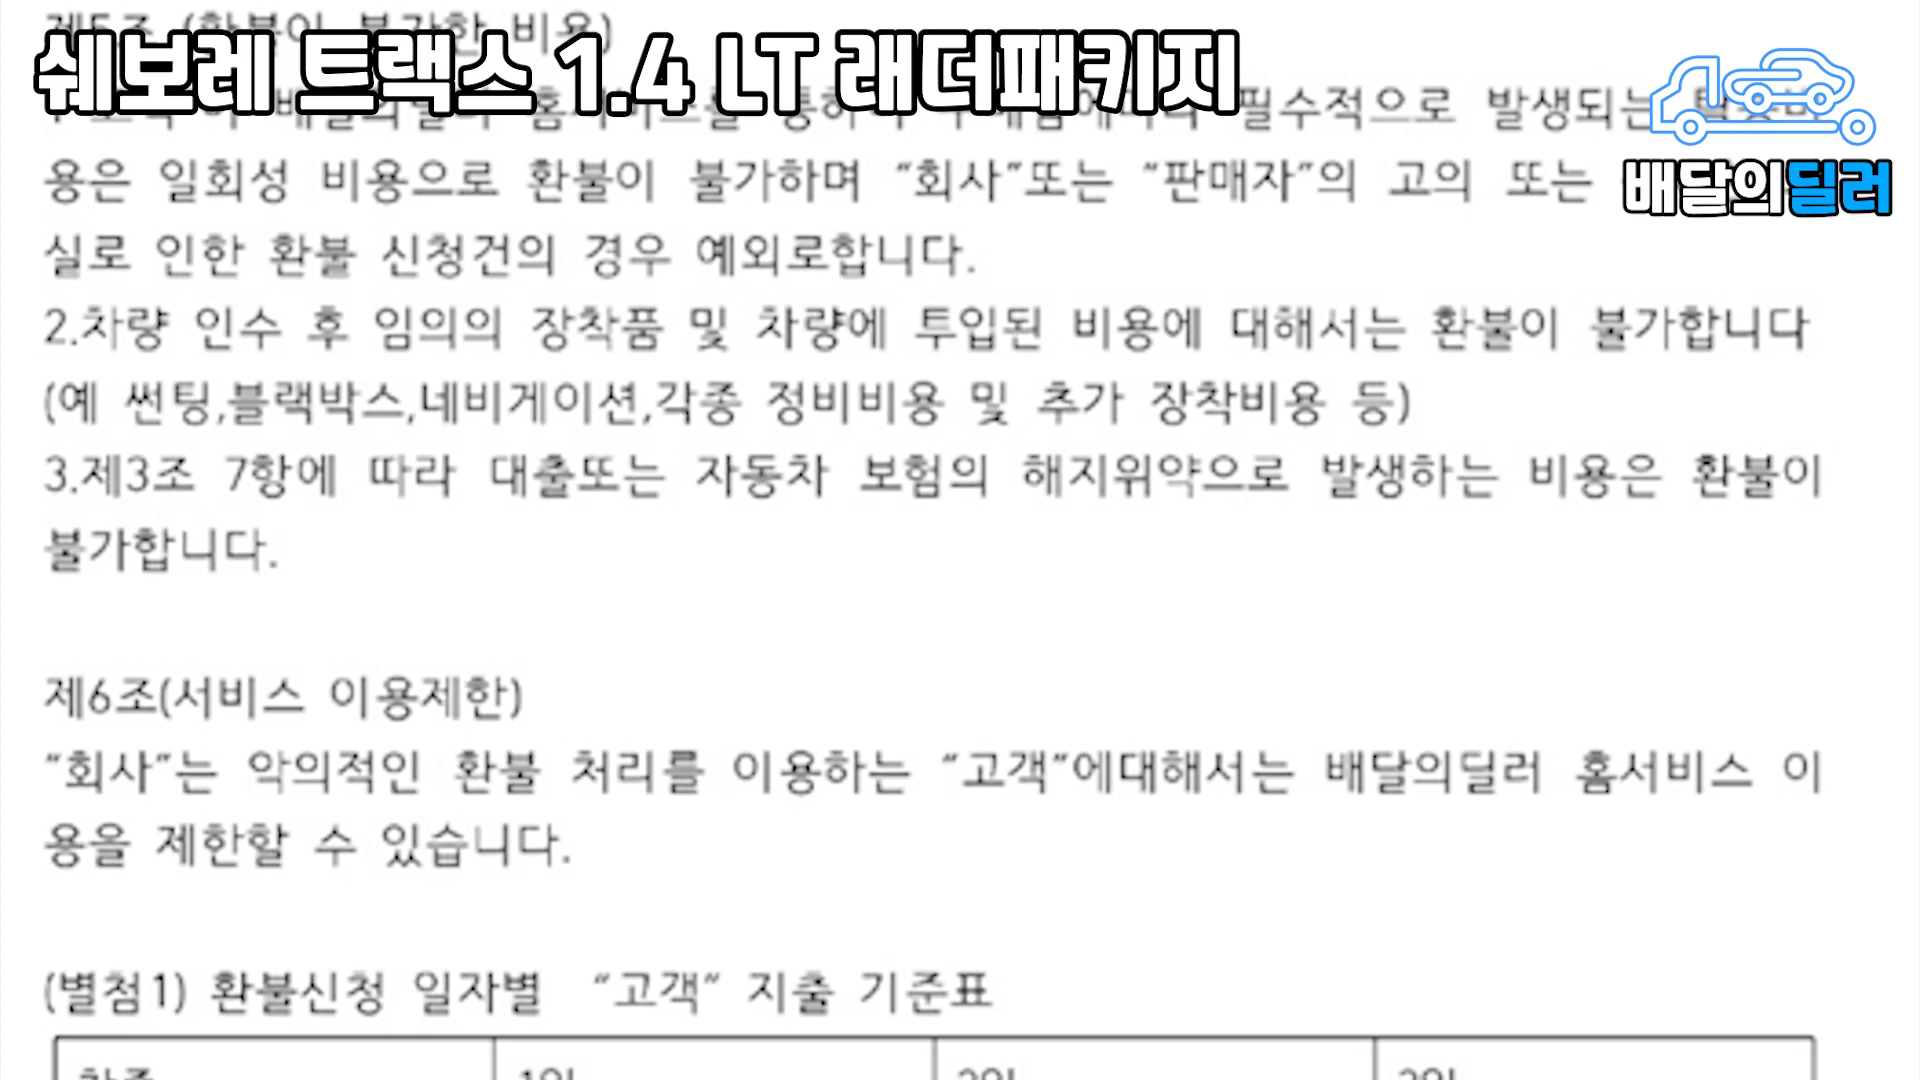 제5조 (환불이 불가한 비용)
쉐보레 트랙스 1.4 LT 래더패키지
필수적으로 발생되는
배달의딜러
용은 일회성 비용으로 환불이 불가하며 “회사”또는 “판매자”의 고의 또는
실로 인한 환불 신청건의 경우 예외로합니다.
2.차량 인수 후 임의의 장착품 및 차량에 투입된 비용에 대해서는 환불이 불가합니다
(예 썬팅,블랙박스,네비게이션,각종 정비비용 및 추가 장착비용 등)
3.제3조 7항에 따라 대출또는 자동차 보험의 해지위약으로 발생하는 비용은 환불이
불가합니다.
제6조(서비스 이용제한)
“회사”는 악의적인 환불 처리를 이용하는 “고객”에대해서는 배달의딜러 홈서비스 이
용을 제한할 수 있습니다.
(별첨1) 환불신청 일자별 “고객” 지출 기준표